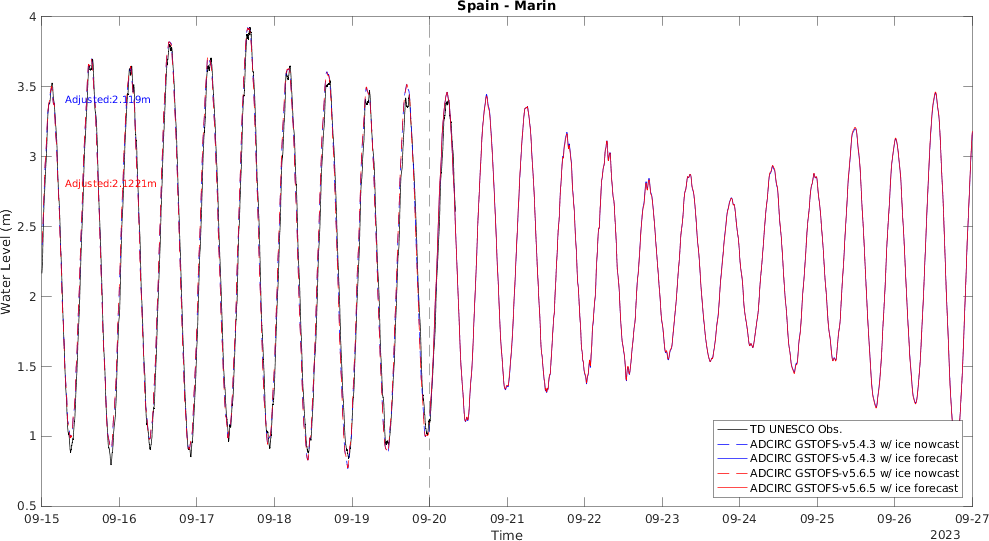 Spain - Marin
4
3.5
3
2.5
2
1.5
1
0.5
Water Level (m)
Adjusted:2.119m
Adjusted:2.1221m
TD UNESCO Obs.
ADCIRC GSTOFS-v5.4.3 w/ ice nowcast
ADCIRC GSTOFS-v5.4.3 w/ ice forecast
ADCIRC GSTOFS-v5.6.5 w/ ice nowcast
ADCIRC GSTOFS-v5.6.5 w/ ice forecast
09-15 09-16 09-17 09-18 09-19 09-20 09-21 09-22 09-23 09-24 09-25 09-26 09-27
Time
2023